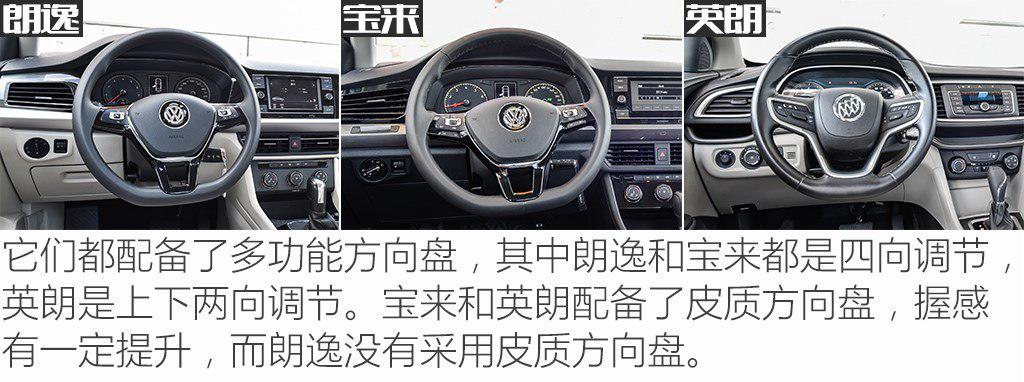 朗逸
宝来
英朗
它们都配备了多功能方向盘，其中朗逸和宝来都是四向调节，
英朗是上下两向调节。宝来和英朗配备了皮质方向盘，握感
有一定提升，而朗逸没有采用皮质方向盘。